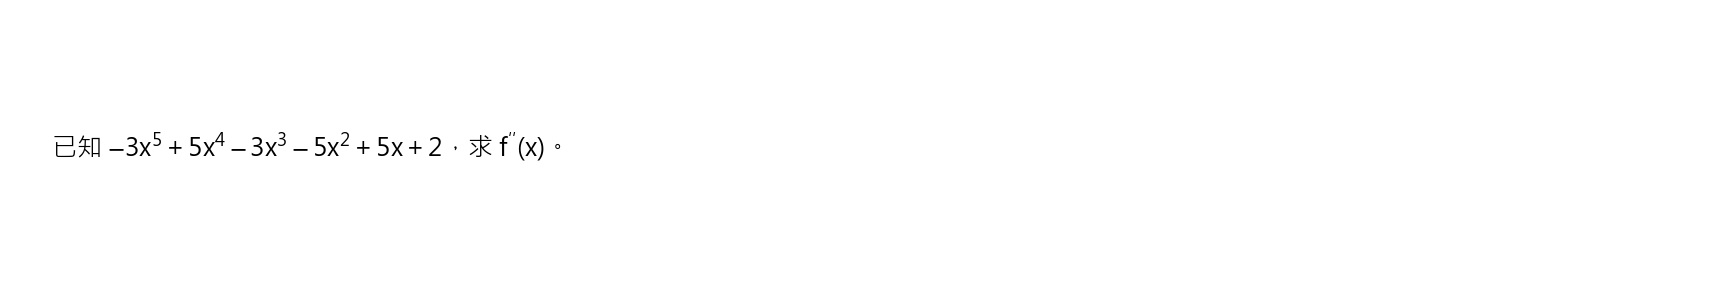 已知 −3x⁵ + 5x⁴ − 3x³ − 5x² + 5x + 2，求 f″(x)。